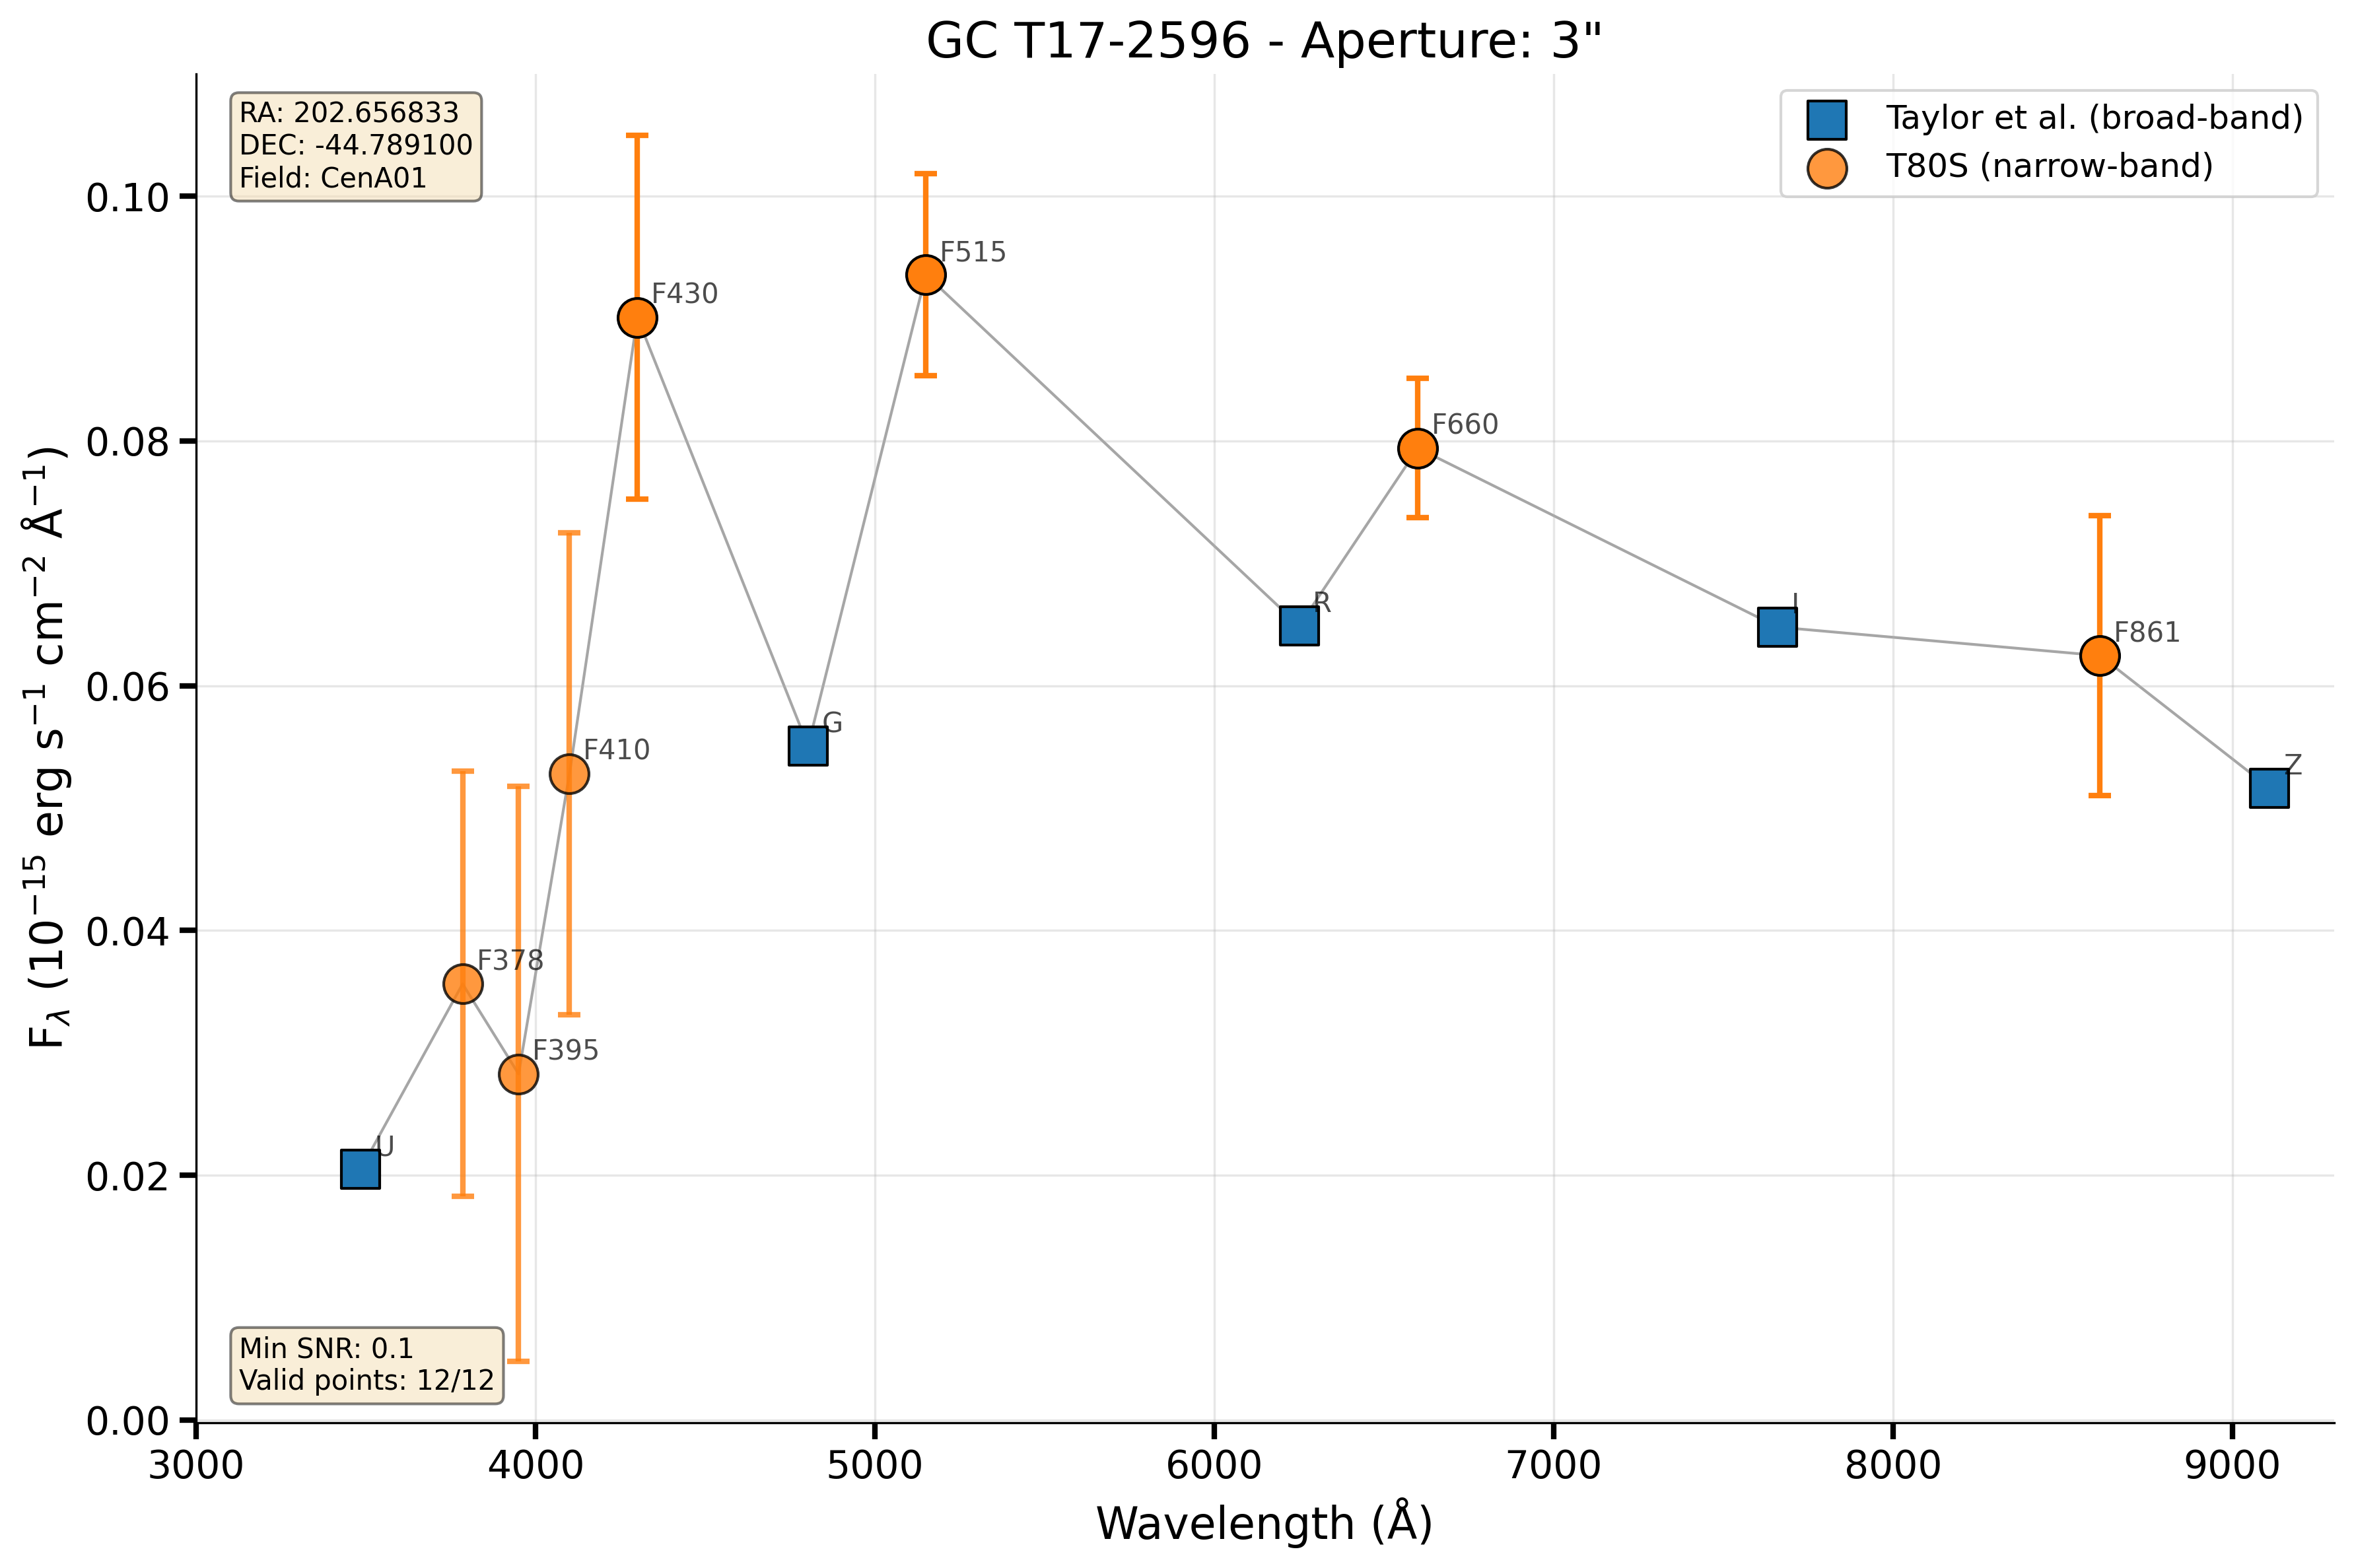 GC T17-2596 - Aperture: 3"
RA: 202.656833
DEC: -44.789100
Field: CenA01
Taylor et al. (broad-band)
T80S (narrow-band)
F515
F430
F660
R
I
F861
G
F410
Z
F378
F395
U
Min SNR: 0.1
Valid points: 12/12
0.10
0.08
0.06
0.04
0.02
0.00
F_λ (10⁻¹⁵ erg s⁻¹ cm⁻² Å⁻¹)
3000 4000 5000 6000 7000 8000 9000
Wavelength (Å)